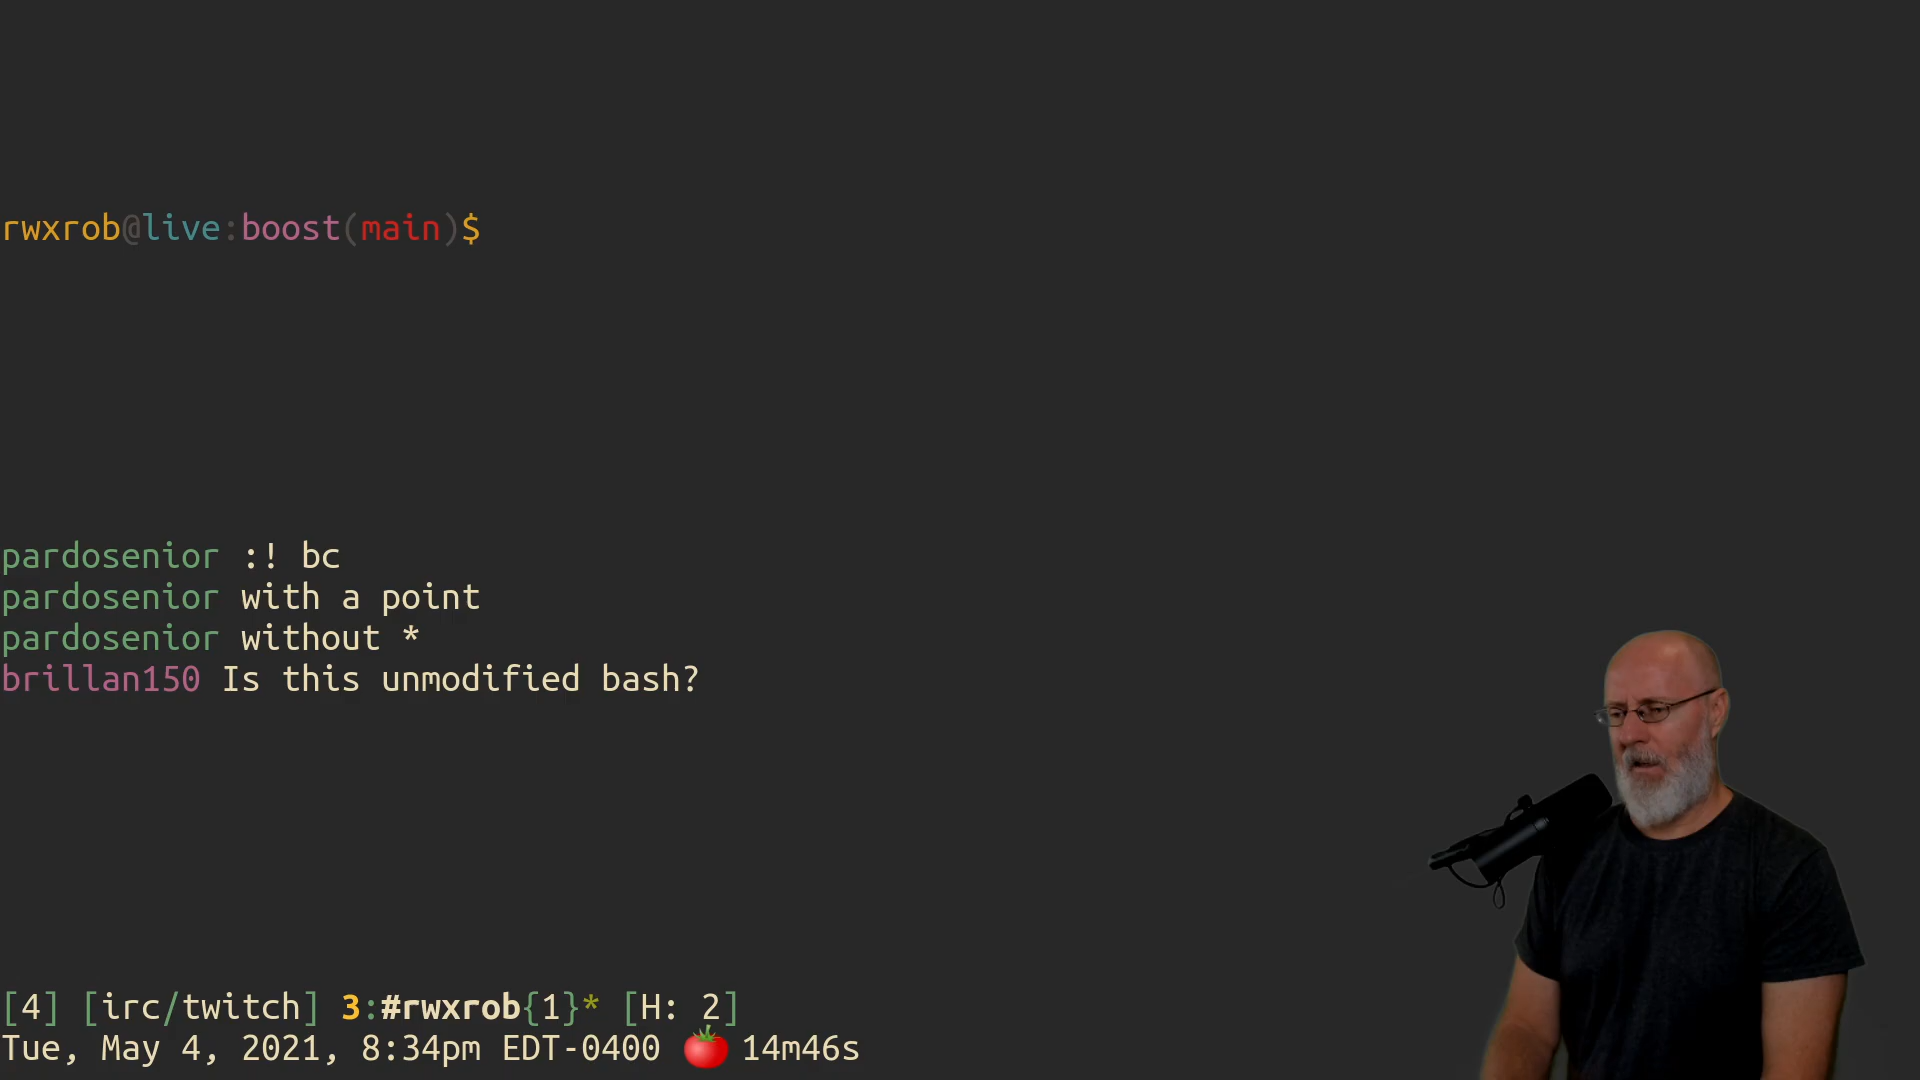 rwxrob@live:boost(main)$
pardosenior :! bc
pardosenior with a point
pardosenior without *
brillan150 Is this unmodified bash?
[4] [irc/twitch] 3:#rwxrob{1}* [H: 2]
Tue, May 4, 2021, 8:34pm EDT-0400 🍅 14m46s